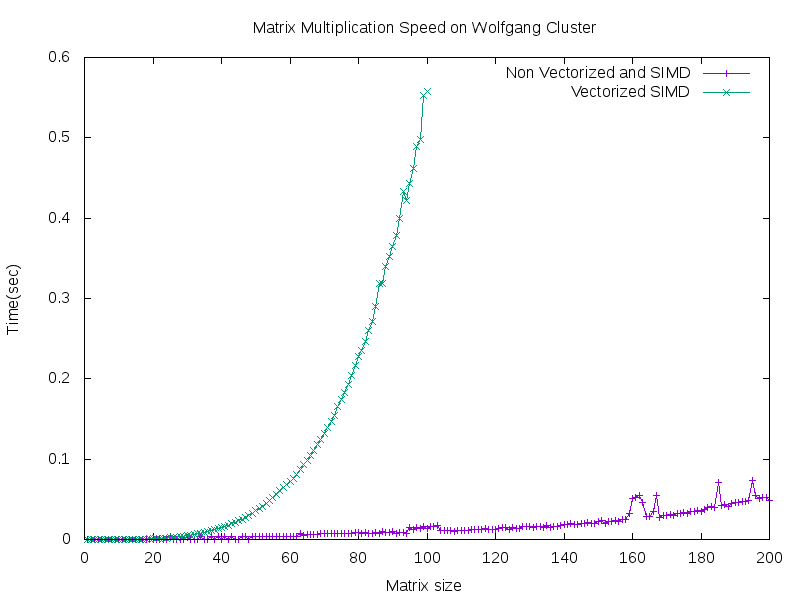 Matrix Multiplication Speed on Wolfgang Cluster
Non Vectorized and SIMD
Vectorized SIMD
Time(sec)
0.6
0.5
0.4
0.3
0.2
0.1
0
0 20 40 60 80 100 120 140 160 180 200
Matrix size